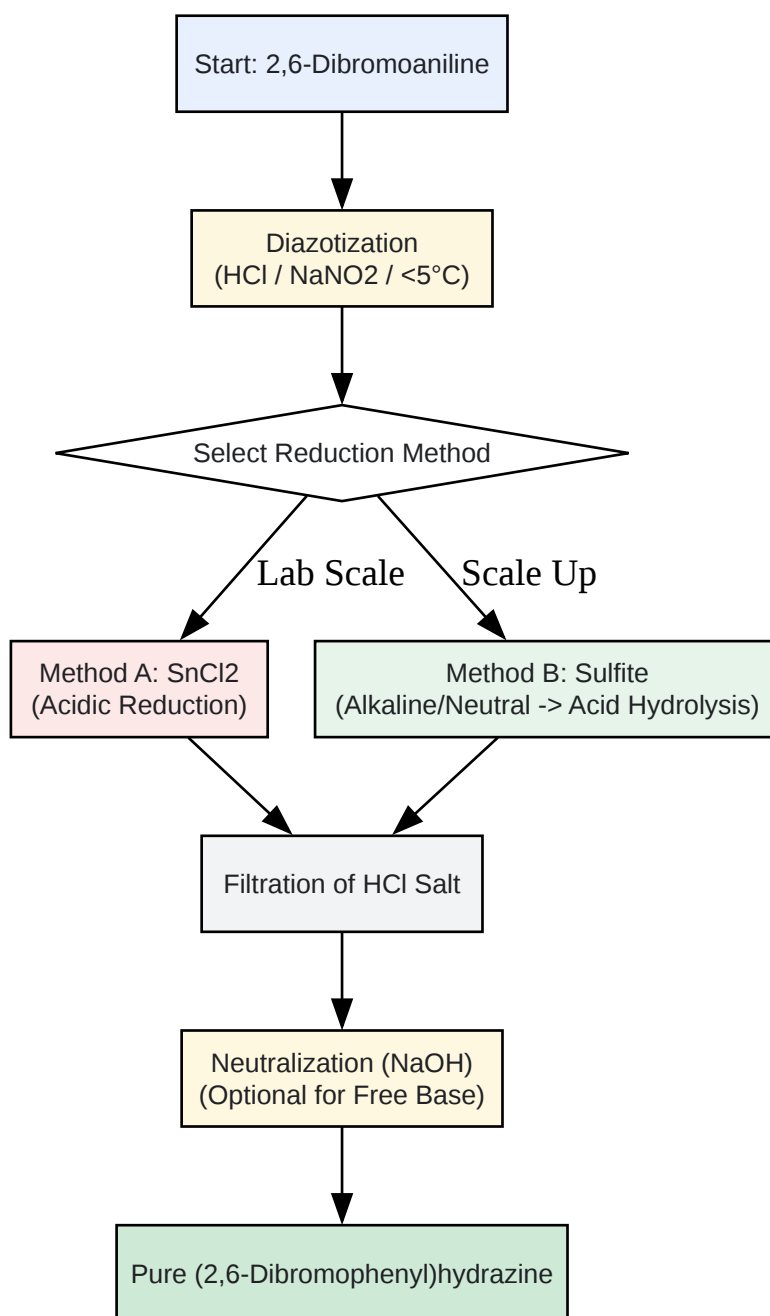 Start: 2,6-Dibromoaniline
Diazotization
(HCl / NaNO2 / <5°C)
Select Reduction Method
Lab Scale
Scale Up
Method A: SnCl2
(Acidic Reduction)
Method B: Sulfite
(Alkaline/Neutral -> Acid Hydrolysis)
Filtration of HCl Salt
Neutralization (NaOH)
(Optional for Free Base)
Pure (2,6-Dibromophenyl)hydrazine